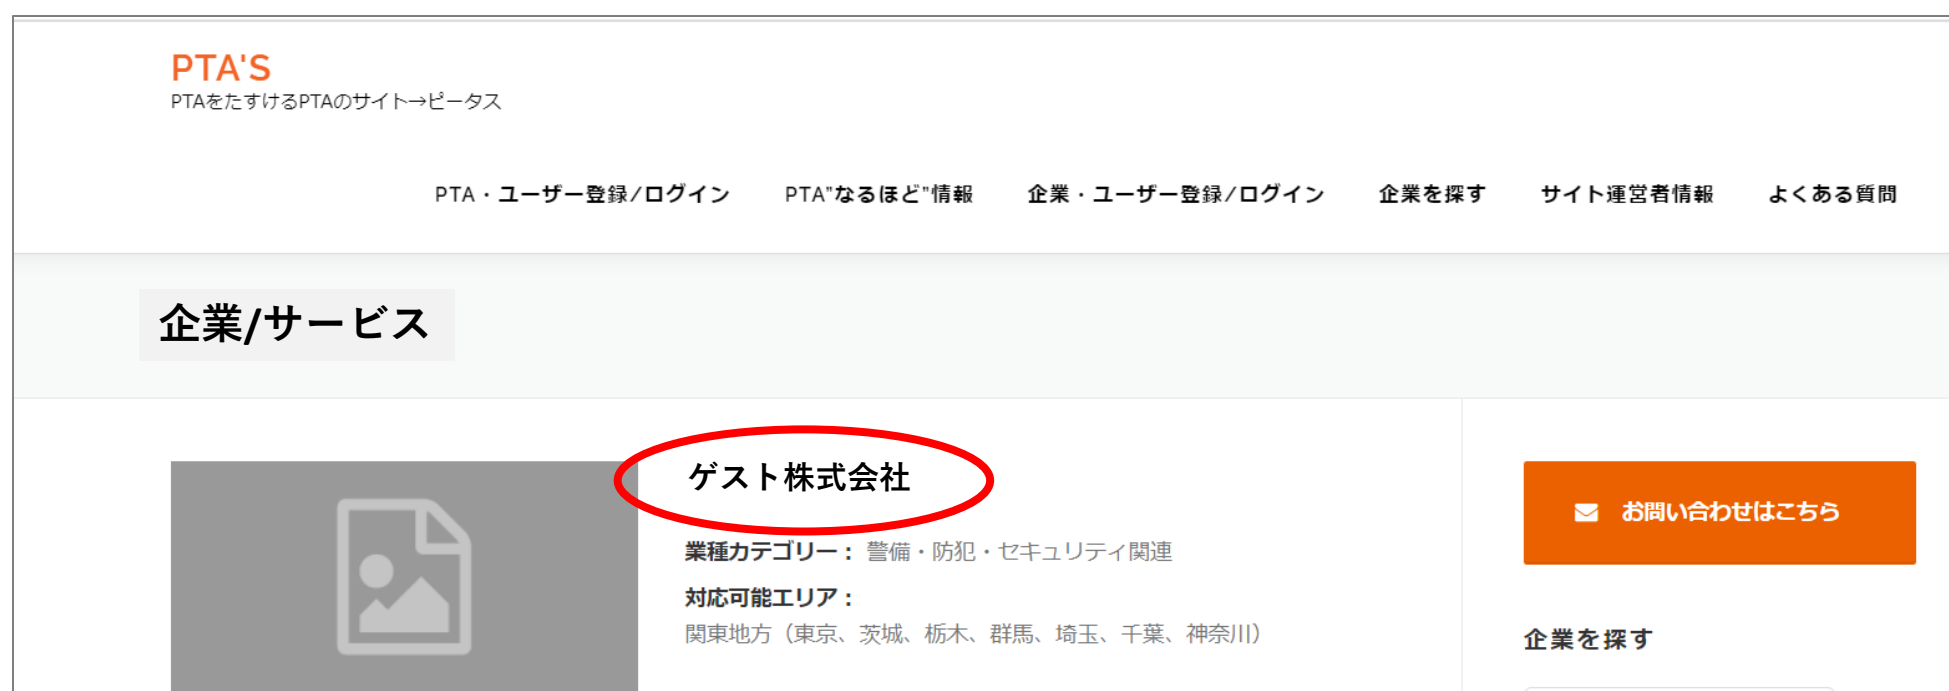 PTA'S
PTAをたすけるPTAのサイト→ピータス
PTA・ユーザー登録/ログイン PTA"なるほど"情報 企業・ユーザー登録/ログイン 企業を探す サイト運営者情報 よくある質問
企業/サービス
ゲスト株式会社
業種カテゴリー： 警備・防犯・セキュリティ関連
対応可能エリア：
関東地方（東京、茨城、栃木、群馬、埼玉、千葉、神奈川）
お問い合わせはこちら
企業を探す